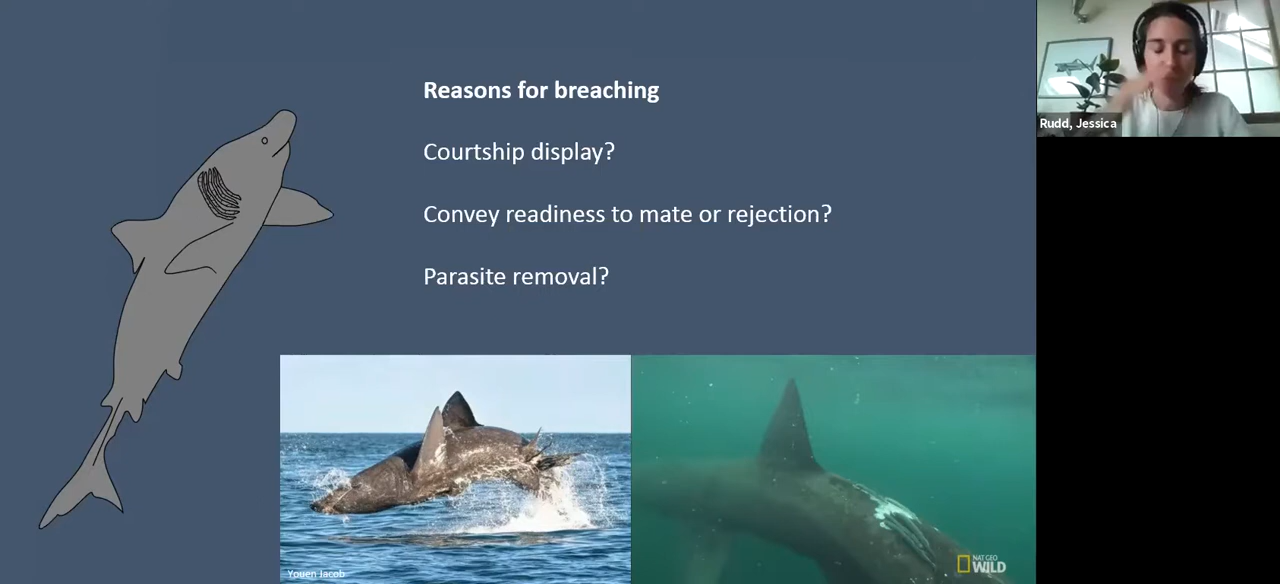 Reasons for breaching
Rudd, Jessica
Courtship display?
Convey readiness to mate or rejection?
Parasite removal?
NAT GEO
WILD
Youen Jacob